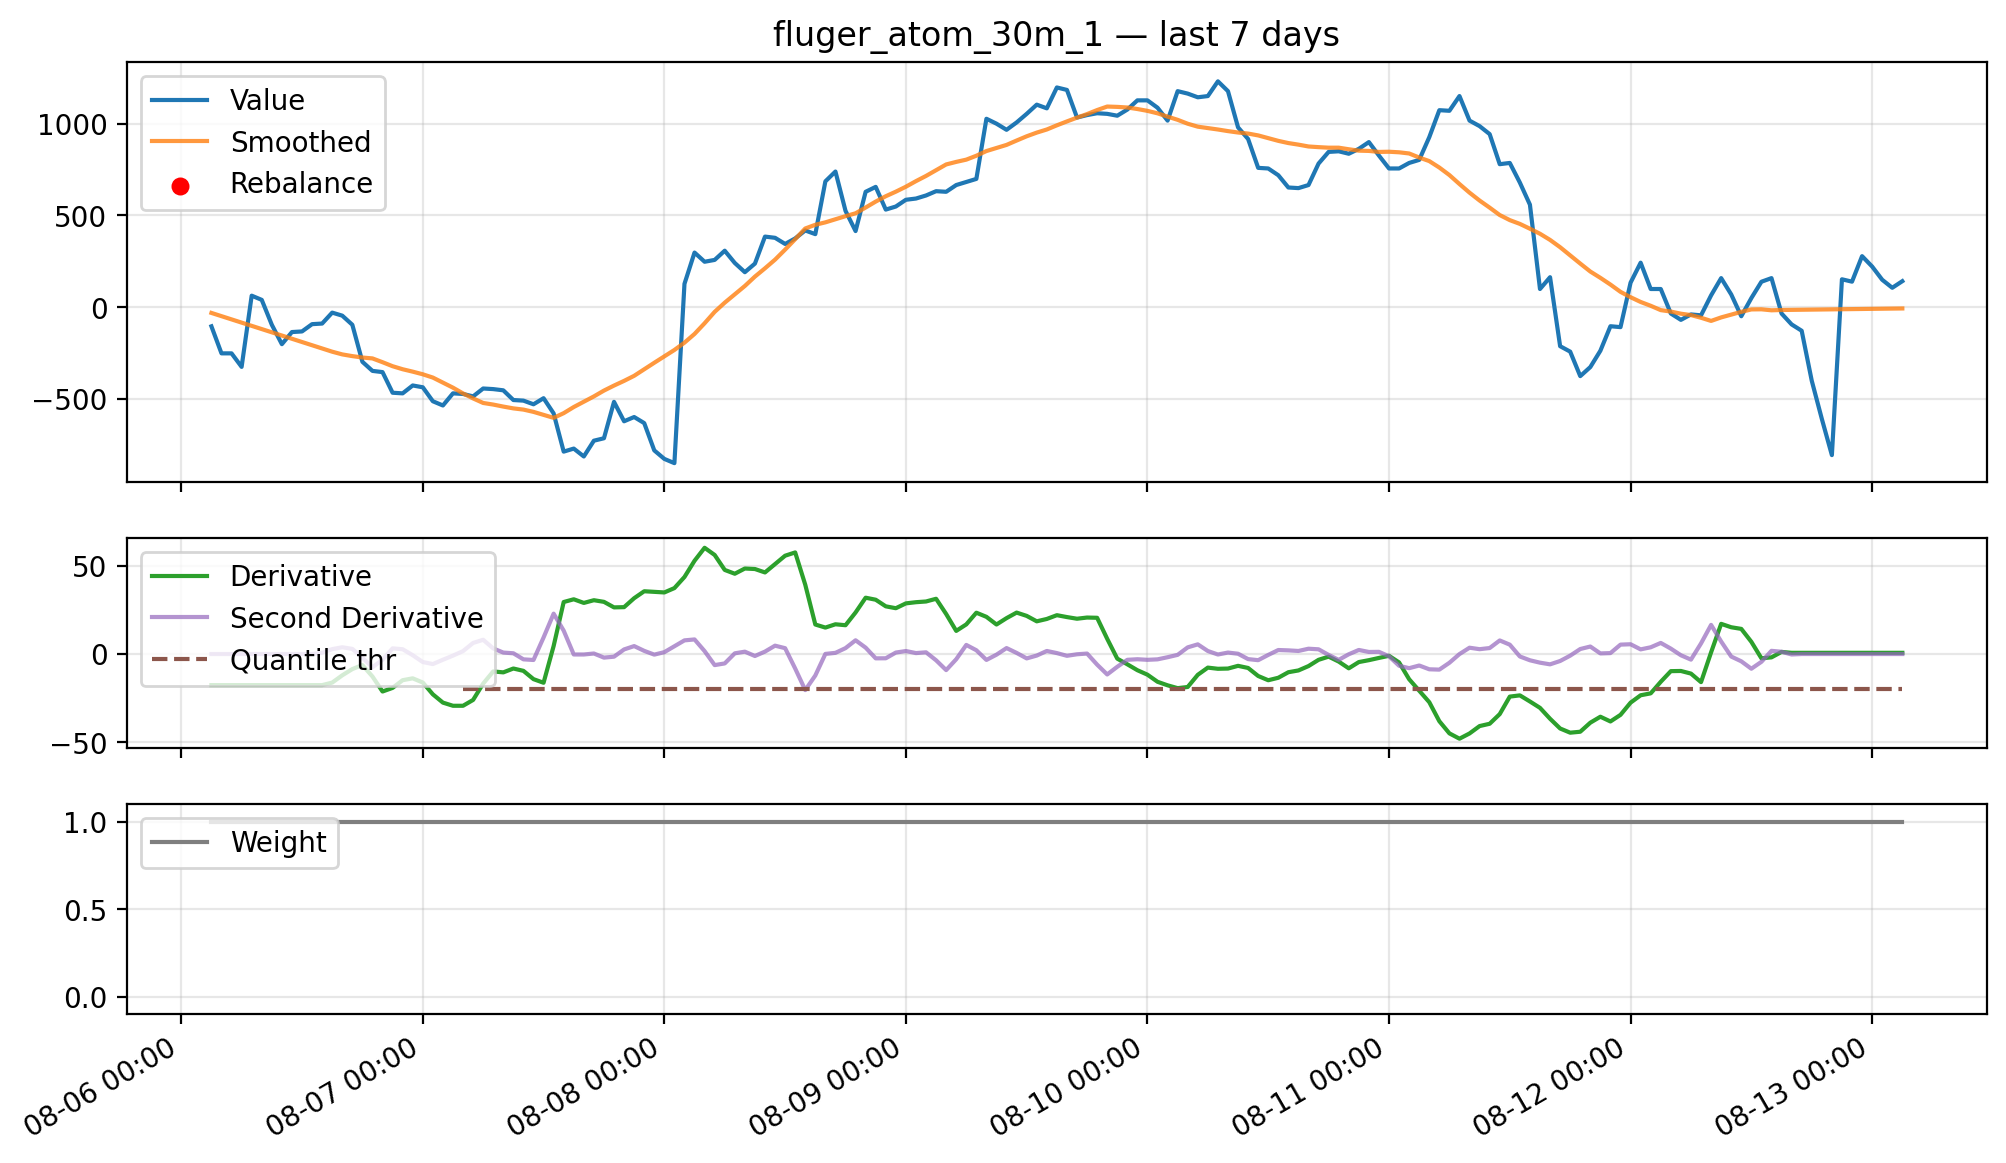 fluger_atom_30m_1 — last 7 days
Value
Smoothed
Rebalance
1000
500
0
−500
Derivative
Second Derivative
Quantile thr
50
0
−50
Weight
1.0
0.5
0.0
08-06 00:00
08-07 00:00
08-08 00:00
08-09 00:00
08-10 00:00
08-11 00:00
08-12 00:00
08-13 00:00